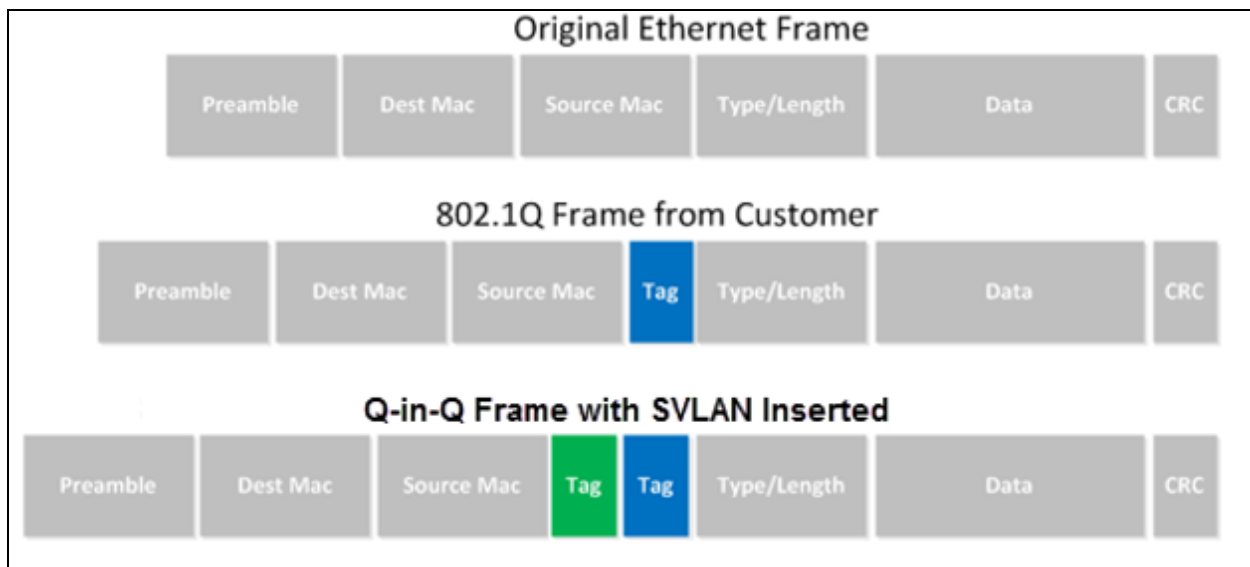 Original Ethernet Frame
Preamble Dest Mac Source Mac Type/Length Data CRC
802.1Q Frame from Customer
Preamble Dest Mac Source Mac Tag Type/Length Data CRC
Q-in-Q Frame with SVLAN Inserted
Preamble Dest Mac Source Mac Tag Tag Type/Length Data CRC